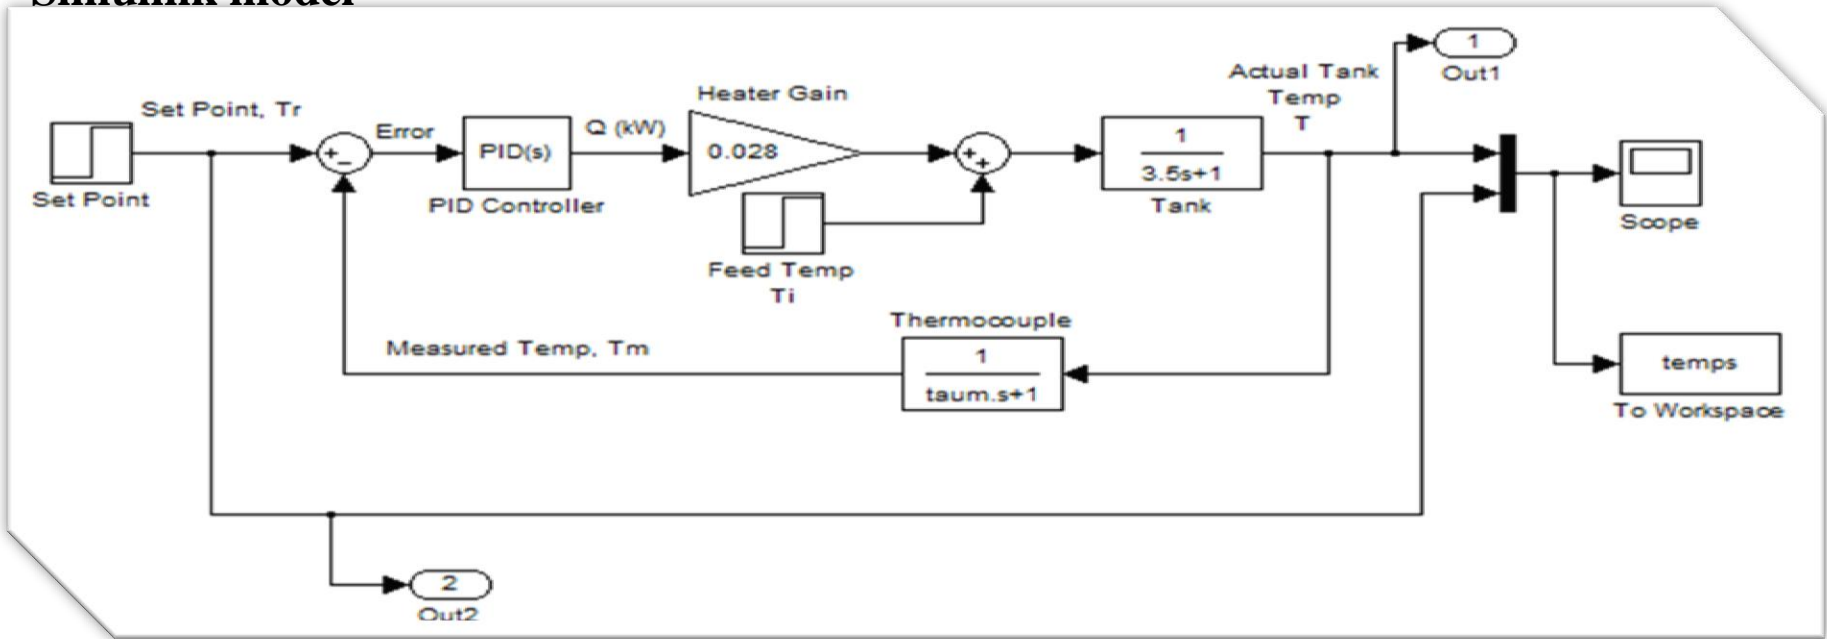 Simulink model
1
Out1
Actual Tank
Temp
T
Heater Gain
Set Point, Tr
Error
Q (kW)
PID(s)
0.028
1
3.5s+1
Set Point
PID Controller
Tank
Scope
Feed Temp
Ti
Thermocouple
Measured Temp, Tm
1
taum.s+1
temps
To Workspace
2
Out2